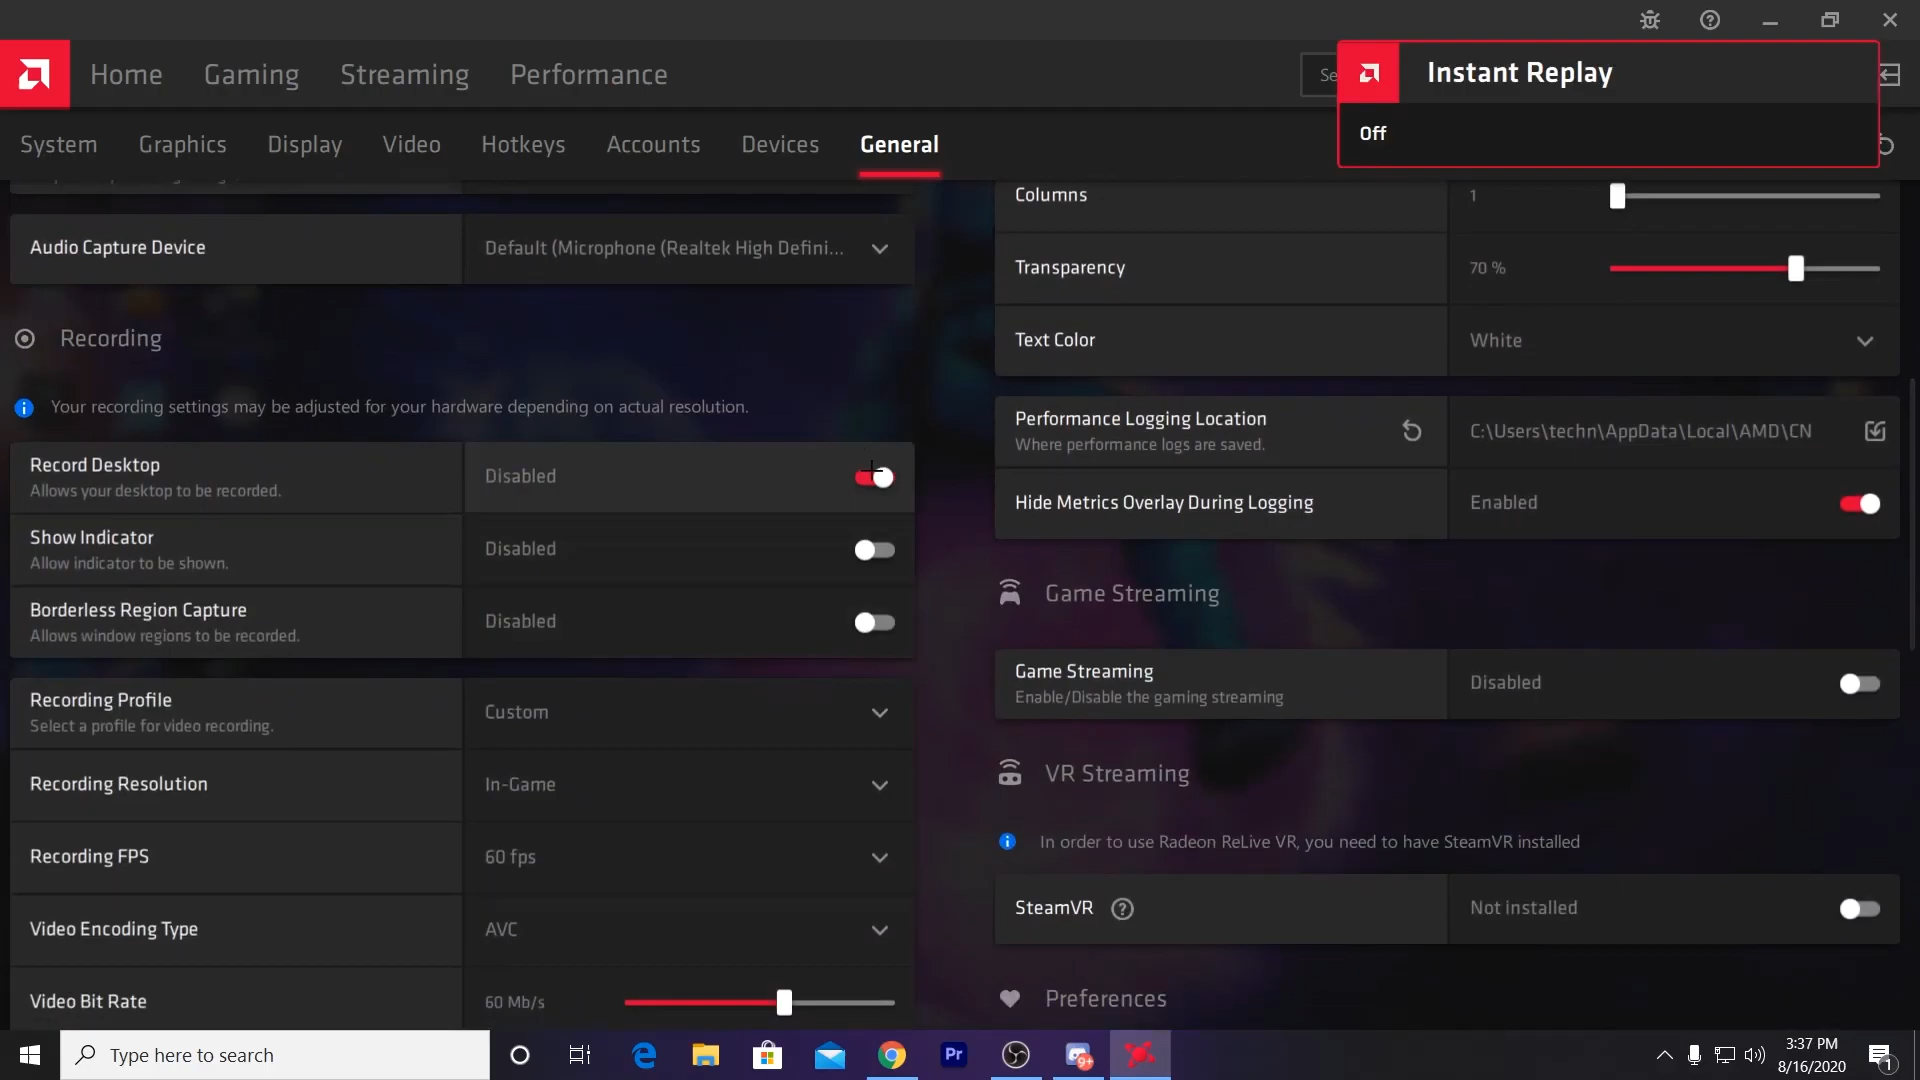 Home
Gaming
Streaming
Performance
Se
Instant Replay
Off
System
Graphics
Display
Video
Hotkeys
Accounts
Devices
General
Audio Capture Device
Default (Microphone (Realtek High Defini...
Recording
Your recording settings may be adjusted for your hardware depending on actual resolution.
Record Desktop
Allows your desktop to be recorded.
Disabled
Show Indicator
Allow indicator to be shown.
Disabled
Borderless Region Capture
Allows window regions to be recorded.
Disabled
Recording Profile
Select a profile for video recording.
Custom
Recording Resolution
In-Game
Recording FPS
60 fps
Video Encoding Type
AVC
Video Bit Rate
60 Mb/s
Columns
1
Transparency
70 %
Text Color
White
Performance Logging Location
Where performance logs are saved.
C:\Users\techn\AppData\Local\AMD\CN
Hide Metrics Overlay During Logging
Enabled
Game Streaming
Game Streaming
Enable/Disable the gaming streaming
Disabled
VR Streaming
In order to use Radeon ReLive VR, you need to have SteamVR installed
SteamVR
Not installed
Preferences
Type here to search
Pr
9+
3:37 PM
8/16/2020
1